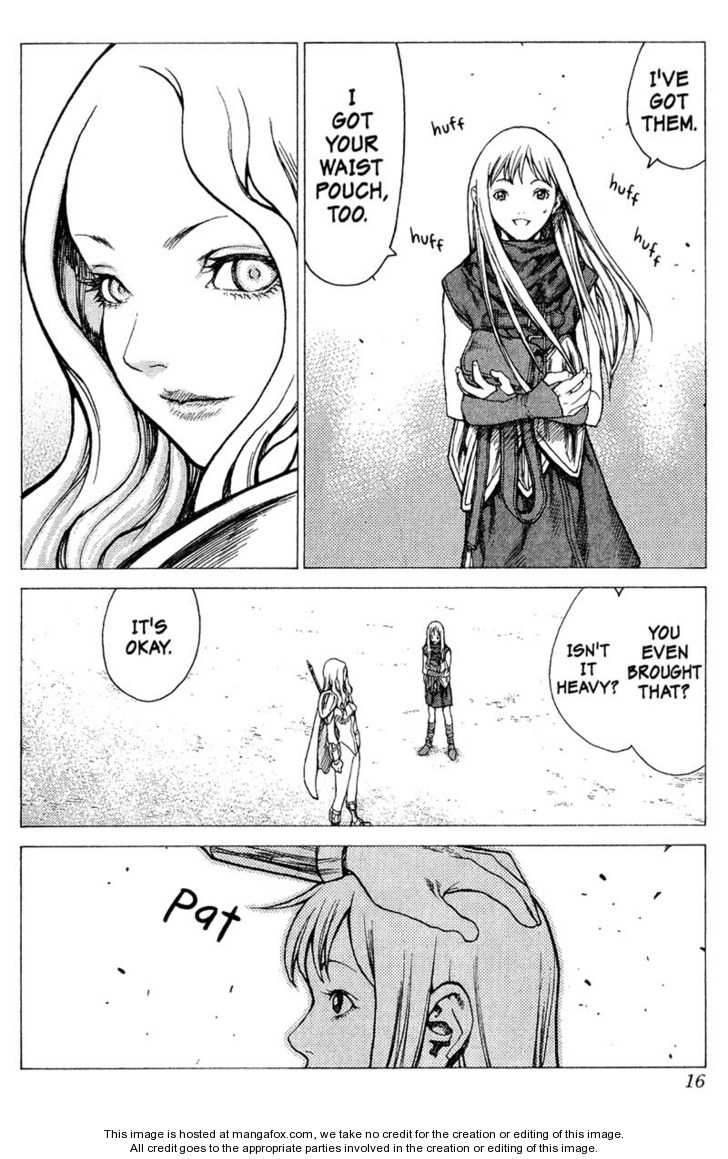 I'VE
GOT
THEM.
huff
huff
huff
huff
I
GOT
YOUR
WAIST
POUCH,
TOO.
YOU
EVEN
BROUGHT
THAT?
ISN'T
IT
HEAVY?
IT'S
OKAY.
Pat
16
This image is hosted at mangafox.com, we take no credit for the creation or editing of this image.
All credit goes to the appropriate parties involved in the creation or editing of this image.